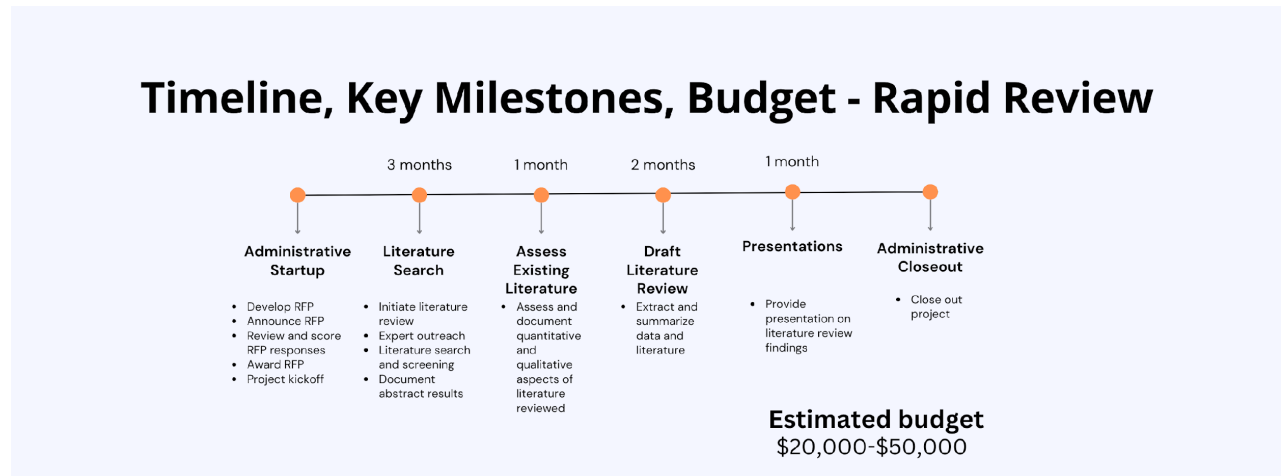 Timeline, Key Milestones, Budget - Rapid Review
3 months
1 month
2 months
1 month
Administrative
Startup
• Develop RFP
• Announce RFP
• Review and score
RFP responses
• Award RFP
• Project kickoff
Literature
Search
• Initiate literature
review
• Expert outreach
• Literature search
and screening
• Document
abstract results
Assess
Existing
Literature
• Assess and
document
quantitative
and
qualitative
aspects of
literature
reviewed
Draft
Literature
Review
• Extract and
summarize
data and
literature
Presentations
• Provide
presentation on
literature review
findings
Administrative
Closeout
• Close out
project
Estimated budget
$20,000-$50,000